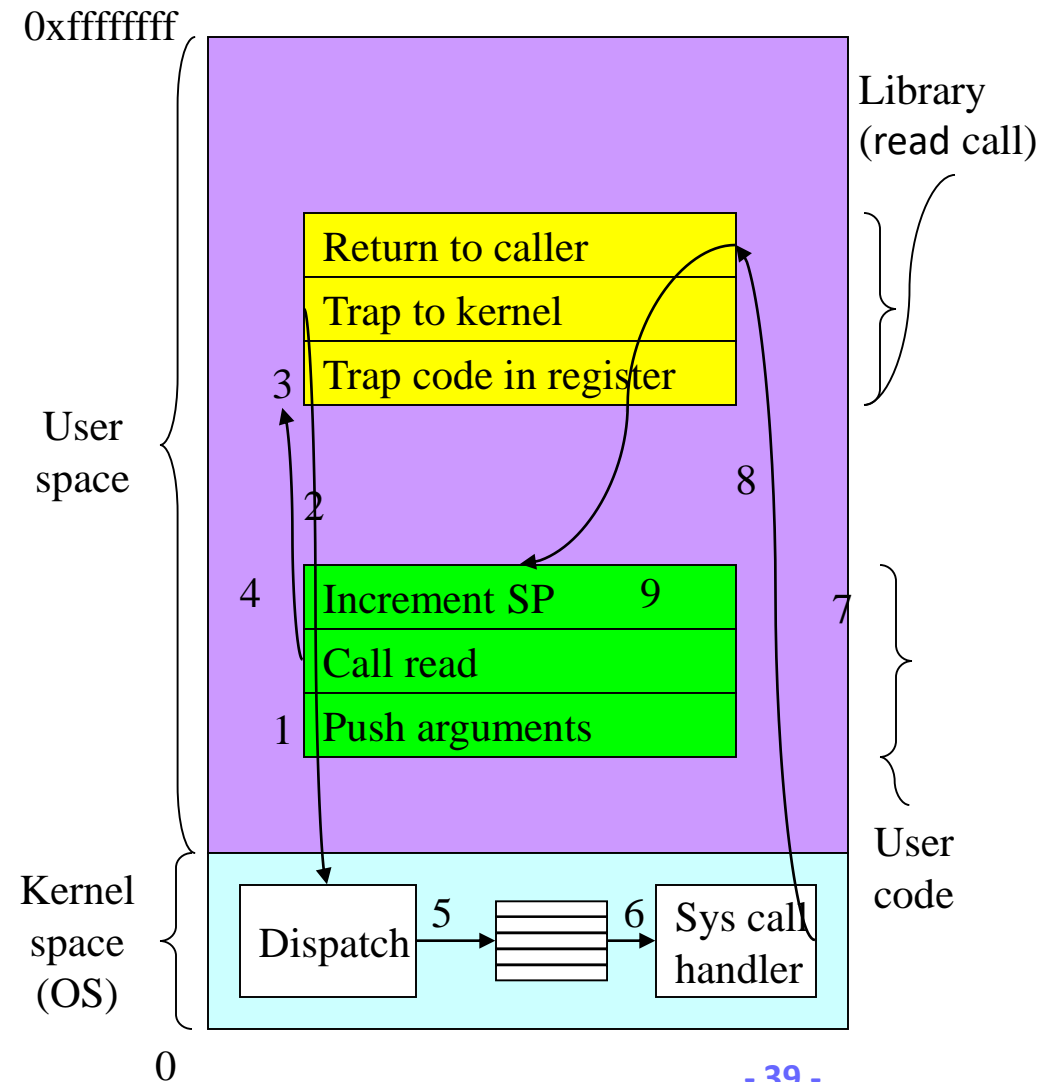 0xffffffff
Library
(read call)
Return to caller
Trap to kernel
3 Trap code in register
User
space
2
8
4
Increment SP 9
7
Call read
1 Push arguments
User
code
Kernel
space
(OS)
Dispatch
5
6
Sys call
handler
0
- 39 -